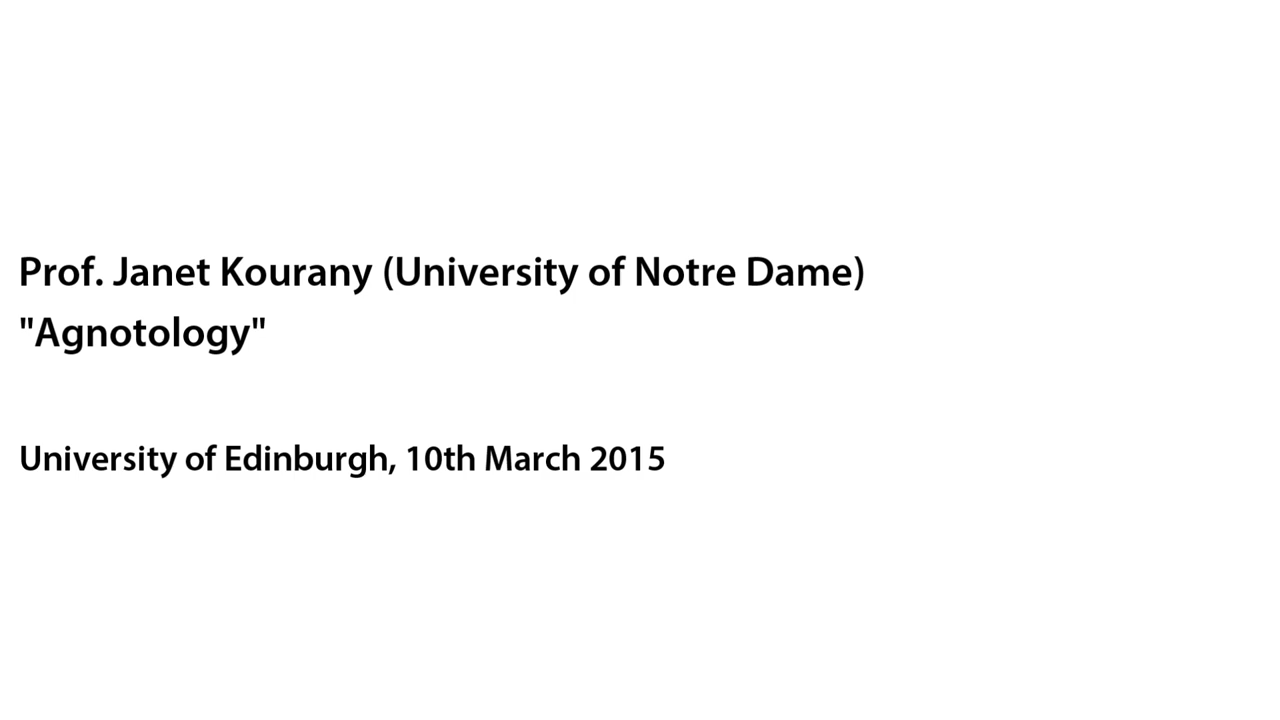 Prof. Janet Kourany (University of Notre Dame)
"Agnotology"
University of Edinburgh, 10th March 2015